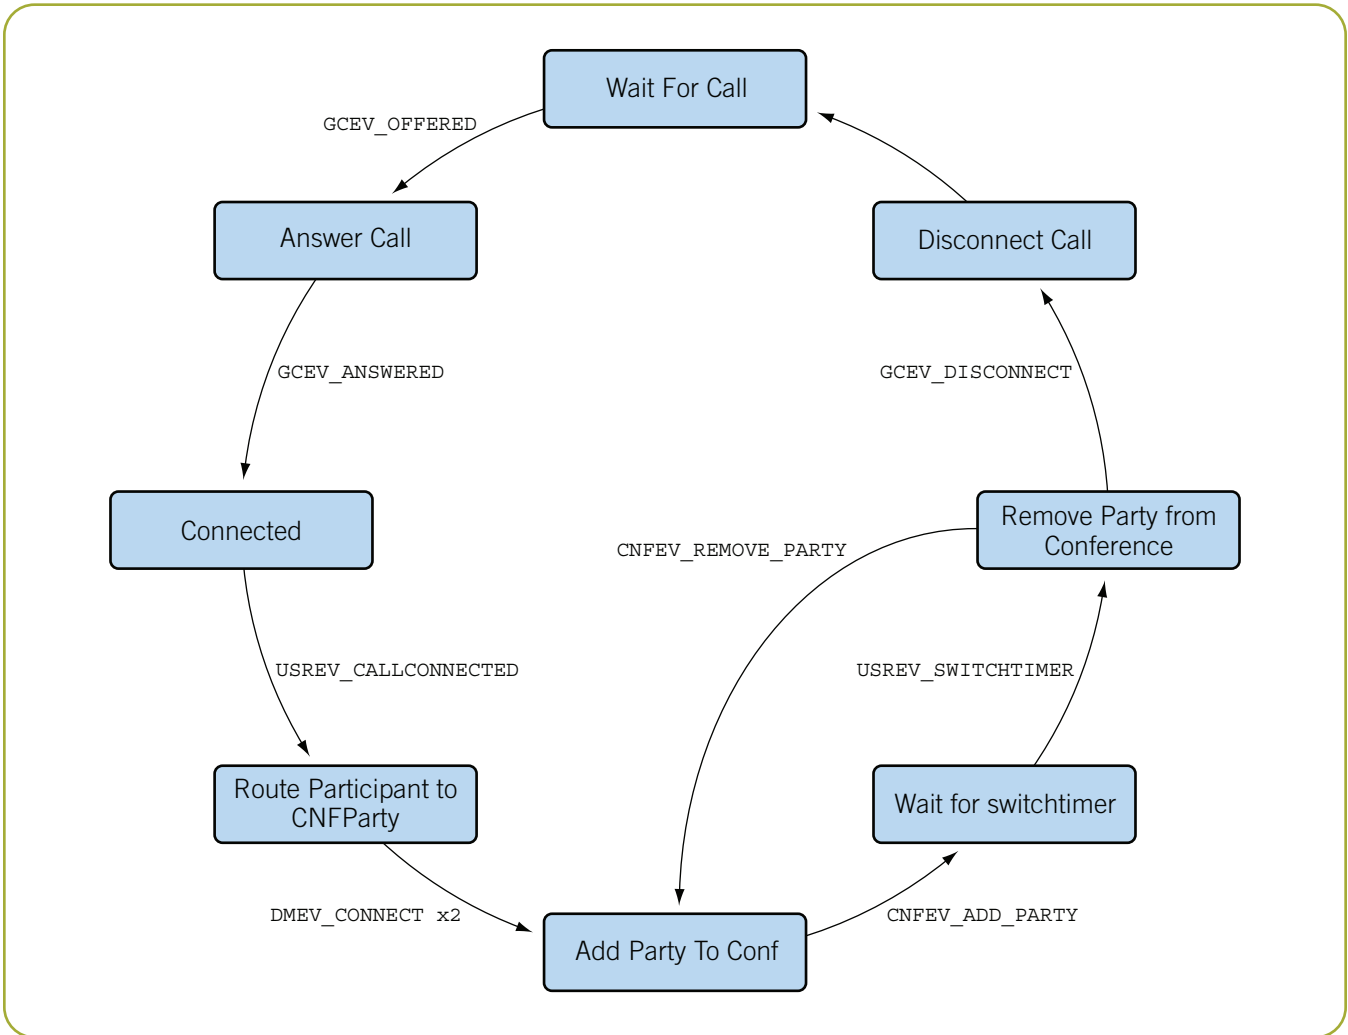 Wait For Call
GCEV_OFFERED
Answer Call
Disconnect Call
GCEV_ANSWERED
GCEV_DISCONNECT
Connected
Remove Party from
Conference
CNFEV_REMOVE_PARTY
USREV_CALLCONNECTED
USREV_SWITCHTIMER
Route Participant to
CNFParty
Wait for switchtimer
DMEV_CONNECT x2
CNFEV_ADD_PARTY
Add Party To Conf